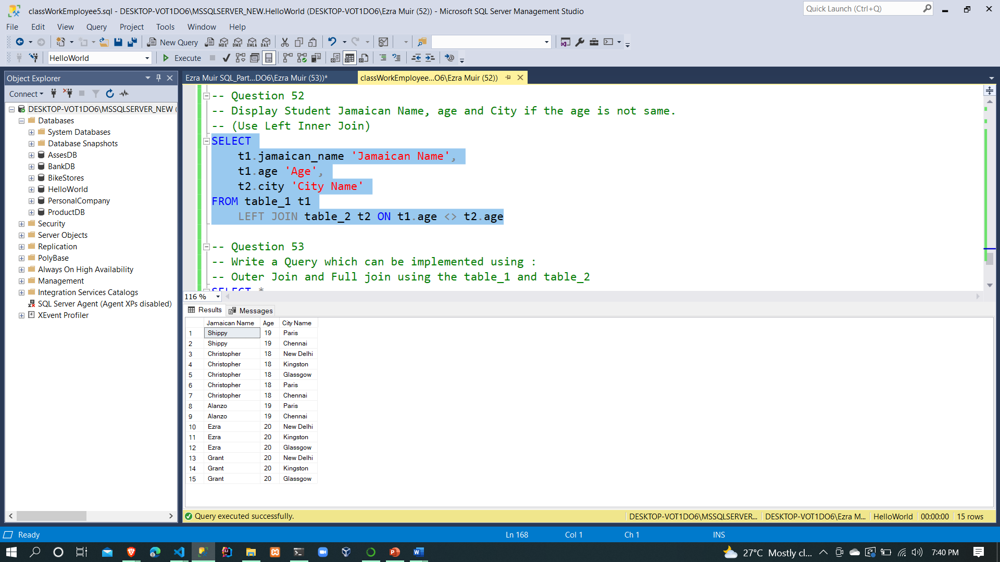 classWorkEmployee5.sql - DESKTOP-VOT1DO6\MSSQLSERVER_NEW.HelloWorld (DESKTOP-VOT1DO6\Ezra Muir (52)) - Microsoft SQL Server Management Studio
Quick Launch (Ctrl+Q)
File Edit View Query Project Tools Window Help
New Query
MDX DMX XMLA DAX
HelloWorld
Execute
Object Explorer
Ezra Muir SQL_Part...DO6\Ezra Muir (53))*
classWorkEmployee...O6\Ezra Muir (52))
Connect
DESKTOP-VOT1DO6\MSSQLSERVER_NEW (
Databases
System Databases
Database Snapshots
AssesDB
BankDB
BikeStores
HelloWorld
PersonalCompany
ProductDB
Security
Server Objects
Replication
PolyBase
Always On High Availability
Management
Integration Services Catalogs
SQL Server Agent (Agent XPs disabled)
XEvent Profiler
-- Question 52
-- Display Student Jamaican Name, age and City if the age is not same.
-- (Use Left Inner Join)
SELECT
t1.jamaican_name 'Jamaican Name',
t1.age 'Age',
t2.city 'City Name'
FROM table_1 t1
LEFT JOIN table_2 t2 ON t1.age <> t2.age
-- Question 53
-- Write a Query which can be implemented using :
-- Outer Join and Full join using the table_1 and table_2
SELECT *
116 %
Results Messages
Jamaican Name Age City Name
1 Shippy 19 Paris
2 Shippy 19 Chennai
3 Christopher 18 New Delhi
4 Christopher 18 Kingston
5 Christopher 18 Glassgow
6 Christopher 18 Paris
7 Christopher 18 Chennai
8 Alanzo 19 Paris
9 Alanzo 19 Chennai
10 Ezra 20 New Delhi
11 Ezra 20 Kingston
12 Ezra 20 Glassgow
13 Grant 20 New Delhi
14 Grant 20 Kingston
15 Grant 20 Glassgow
Query executed successfully.
DESKTOP-VOT1DO6\MSSQLSERVER... DESKTOP-VOT1DO6\Ezra M... HelloWorld 00:00:00 15 rows
Ready
Ln 168 Col 1 Ch 1 INS
27°C Mostly cl...
7:40 PM